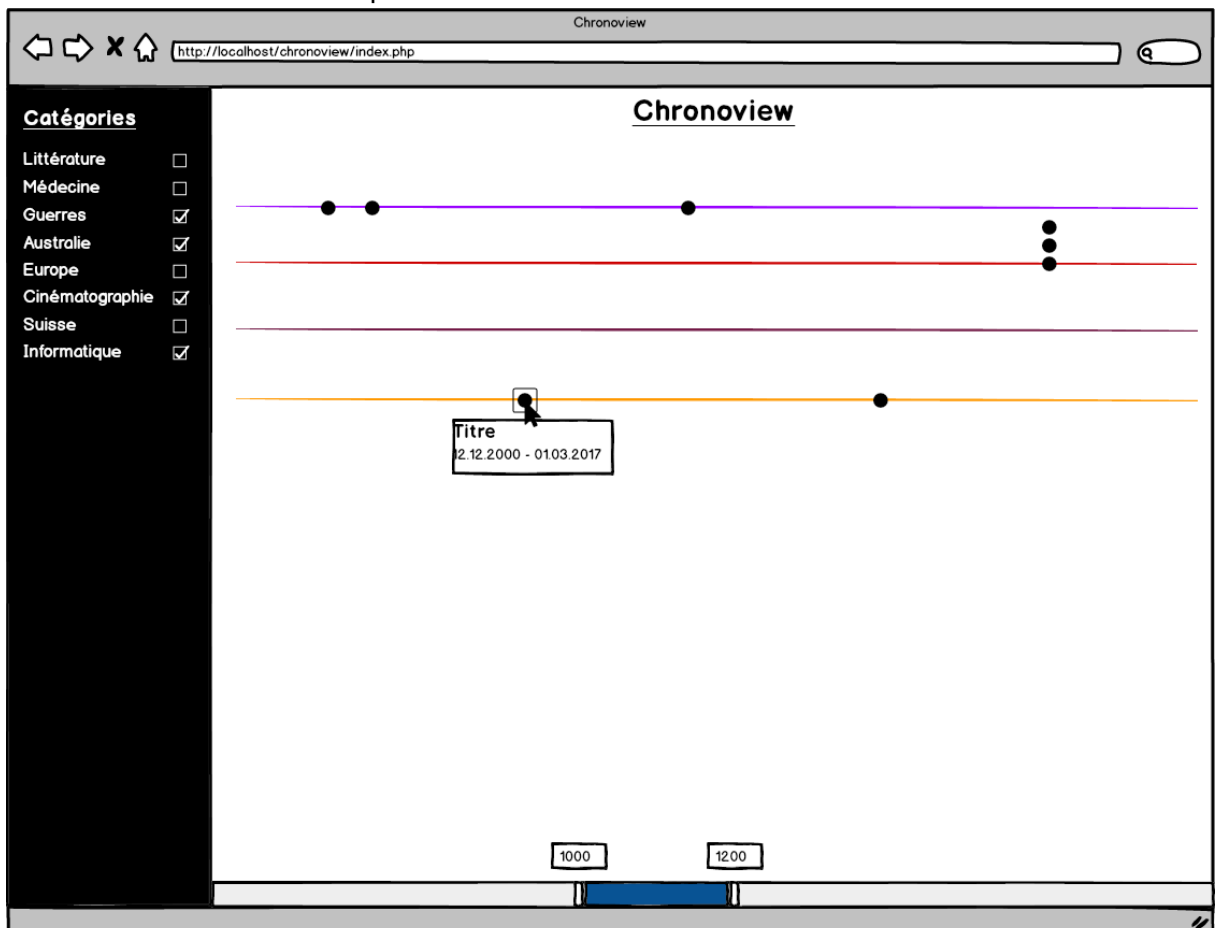 Chronoview
http://localhost/chronoview/index.php
Catégories
Littérature
Médecine
Guerres
Australie
Europe
Cinématographie
Suisse
Informatique
Chronoview
Titre
12.12.2000 - 01.03.2017
1000
1200